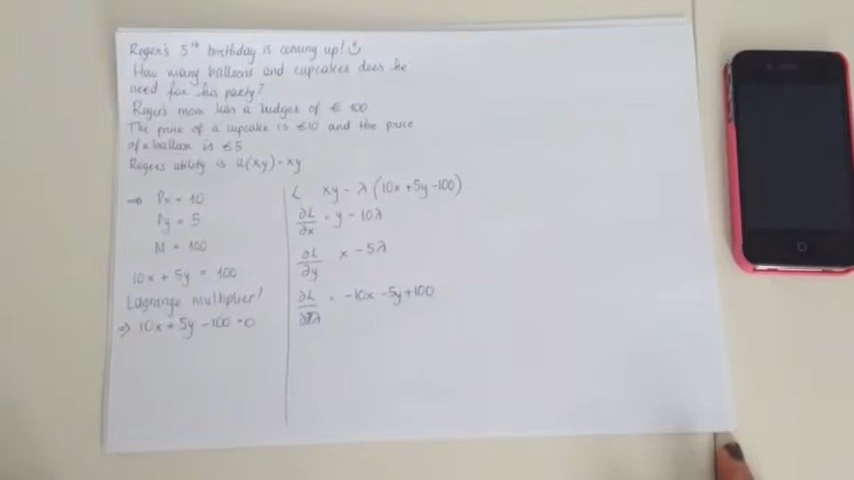 Roger's 5th birthday is coming up! ☺
How many balloons and cupcakes does he
need for his party?
Roger's mom has a budget of € 100
The price of a cupcake is €10 and the price
of a balloon is €5
Rogers utility is u(xy) = xy
⇒ Px = 10
Py = 5
M = 100
10x + 5y = 100
Lagrange multiplier!
⇒ 10x + 5y - 100 = 0
L xy - λ (10x + 5y - 100)
∂L/∂x = y - 10λ
∂L/∂y x - 5λ
∂L/∂λ = -10x - 5y + 100